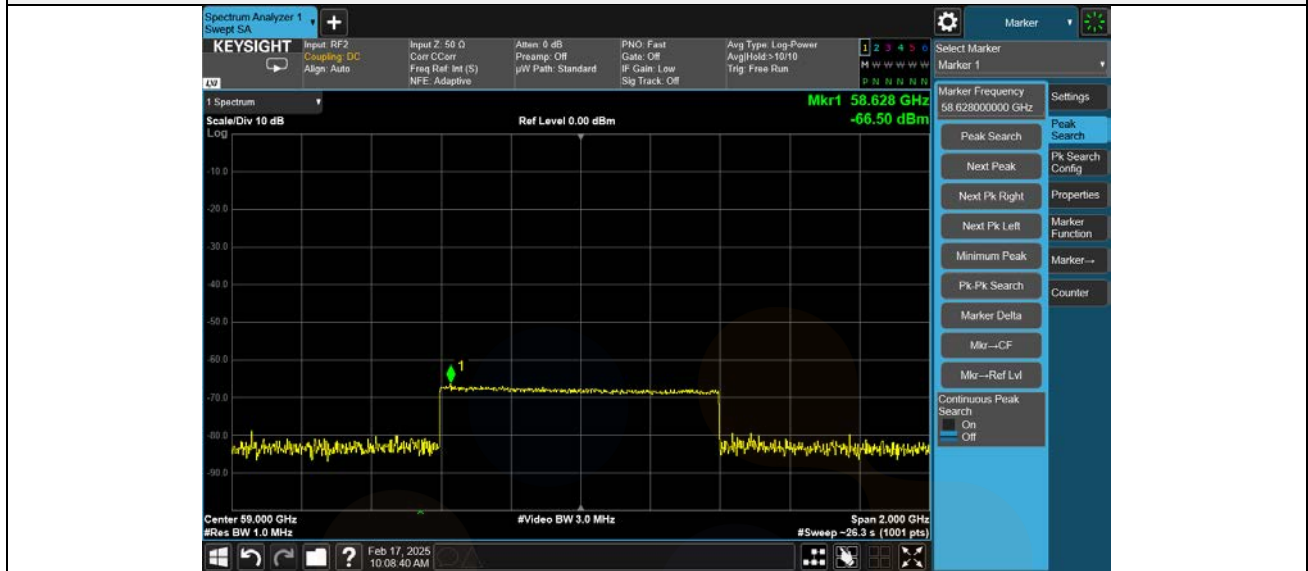 Spectrum Analyzer 1
Swept SA
Marker
KEYSIGHT
Input: RF2
Coupling: DC
Align: Auto
Input Z: 50 Ω
Corr CCorr
Freq Ref: Int (S)
NFE: Adaptive
Atten: 0 dB
Preamp: Off
µW Path: Standard
PNO: Fast
Gate: Off
IF Gain: Low
Sig Track: Off
Avg Type: Log-Power
Avg|Hold:>10/10
Trig: Free Run
1 2 3 4 5 6
M W W W W W
P N N N N N
Select Marker
Marker 1
LXI
1 Spectrum
Mkr1 58.628 GHz
-66.50 dBm
Scale/Div 10 dB
Ref Level 0.00 dBm
Log
-10.0
-20.0
-30.0
-40.0
-50.0
-60.0
-70.0
-80.0
-90.0
1
Center 59.000 GHz
#Res BW 1.0 MHz
#Video BW 3.0 MHz
Span 2.000 GHz
#Sweep ~26.3 s (1001 pts)
Marker Frequency
58.628000000 GHz
Peak Search
Next Peak
Next Pk Right
Next Pk Left
Minimum Peak
Pk-Pk Search
Marker Delta
Mkr→CF
Mkr→Ref Lvl
Continuous Peak
Search
On
Off
Settings
Peak
Search
Pk Search
Config
Properties
Marker
Function
Marker→
Counter
?
Feb 17, 2025
10:08:40 AM